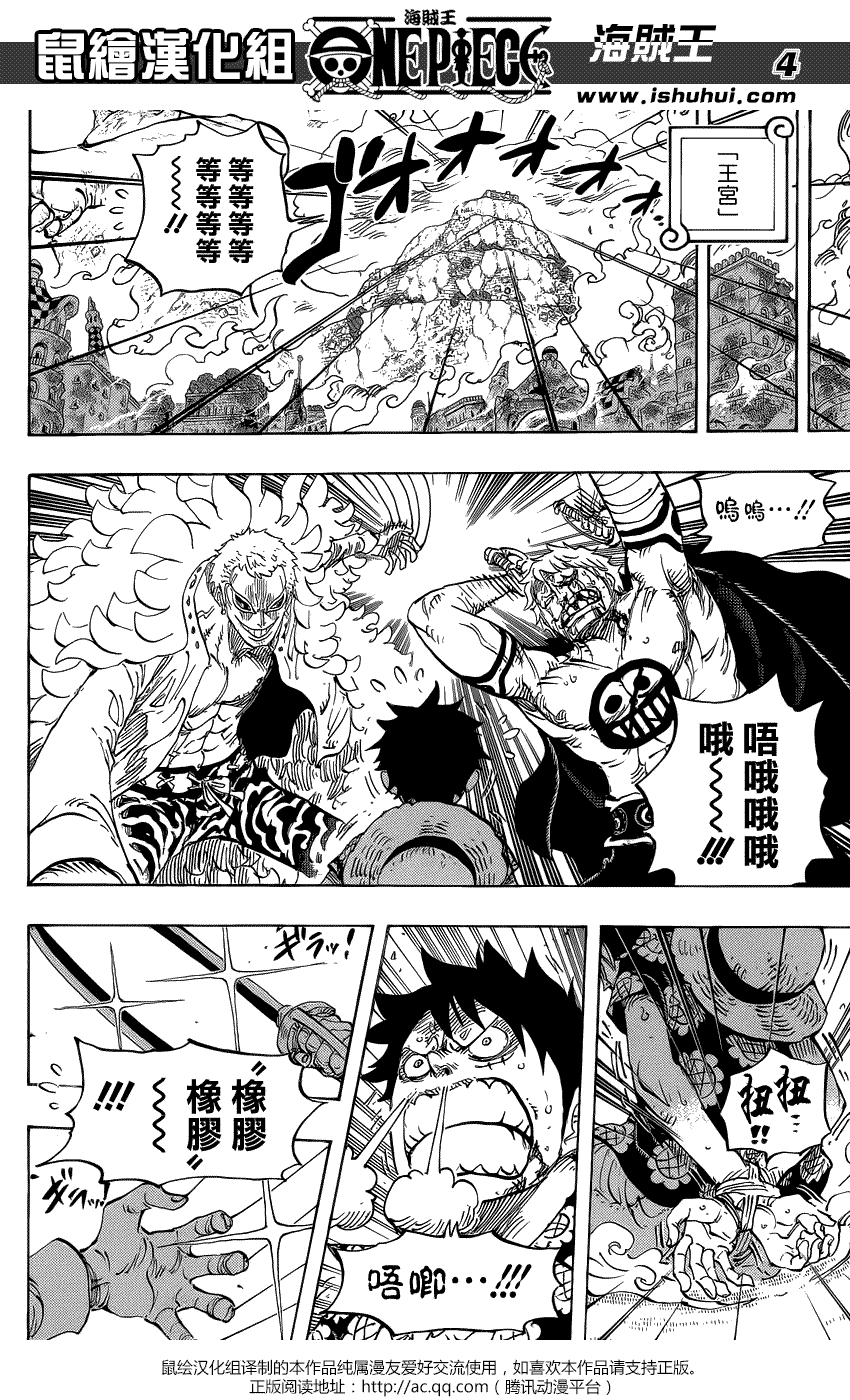 鼠繪漢化組
海賊王
ONE PIECE
海賊王
4
www.ishuhui.com
「王宮」
ゴオオオオ
等等等等
等等等等
〜〜!!
嗚嗚…!!
唔哦哦哦
哦〜〜!!!
扭扭!!
唔唧…!!!
ギラッ!
“橡膠
橡膠”
〜〜!!!
鼠绘汉化组译制的本作品纯属漫友爱好交流使用，如喜欢本作品请支持正版。
正版阅读地址：http://ac.qq.com（腾讯动漫平台）